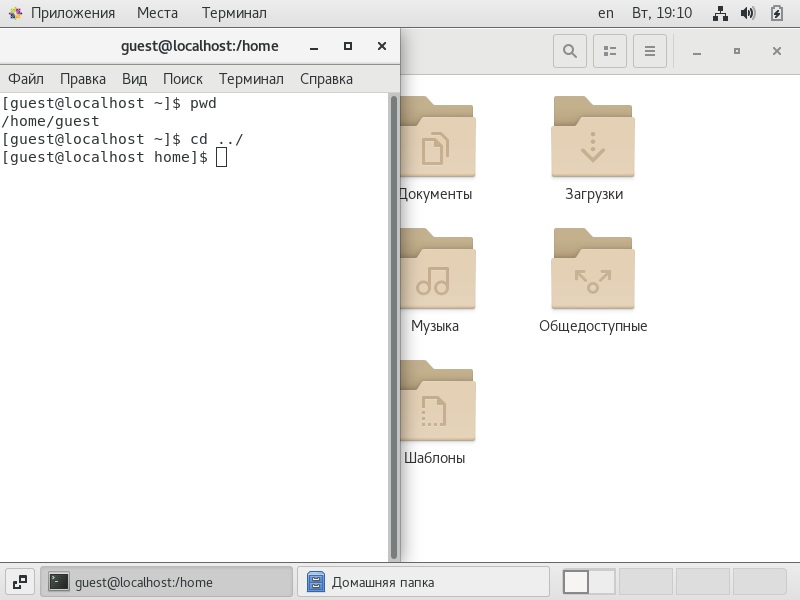 Приложения Места Терминал en Вт, 19:10
guest@localhost:/home
Файл Правка Вид Поиск Терминал Справка
[guest@localhost ~]$ pwd
/home/guest
[guest@localhost ~]$ cd ../
[guest@localhost home]$
Документы Загрузки
Музыка Общедоступные
Шаблоны
guest@localhost:/home Домашняя папка